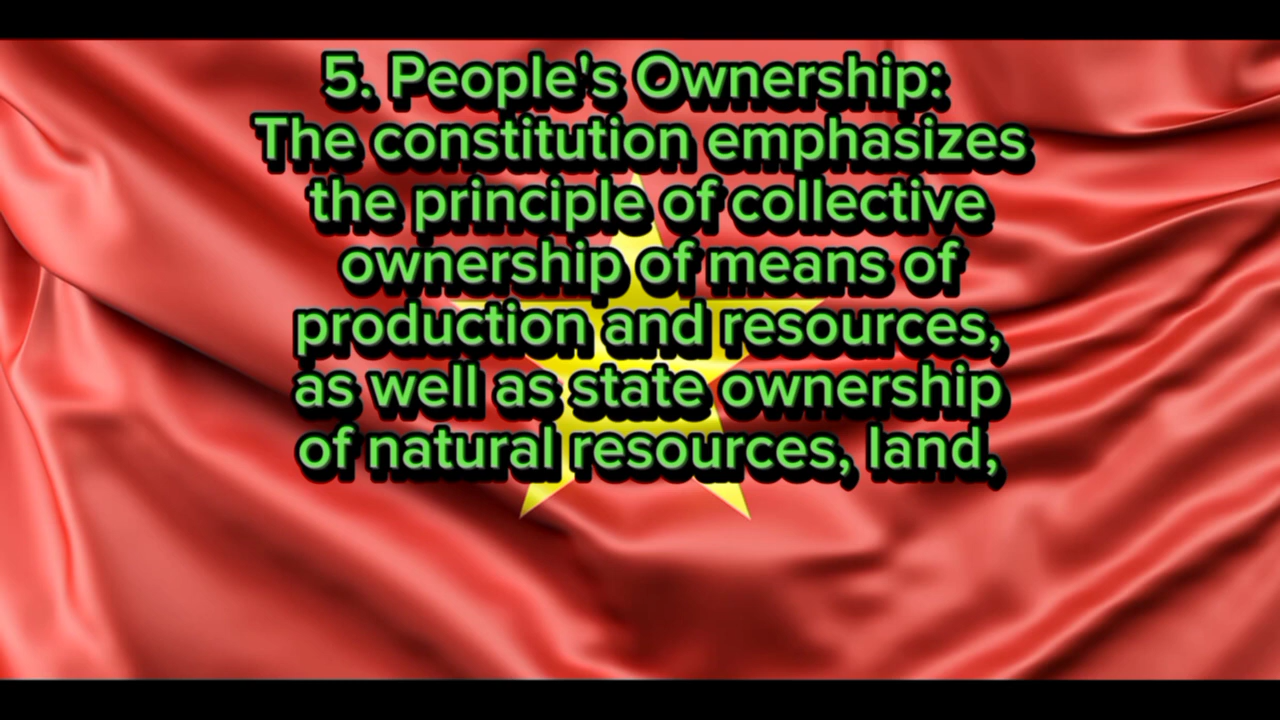 5. People's Ownership:
The constitution emphasizes
the principle of collective
ownership of means of
production and resources,
as well as state ownership
of natural resources, land,